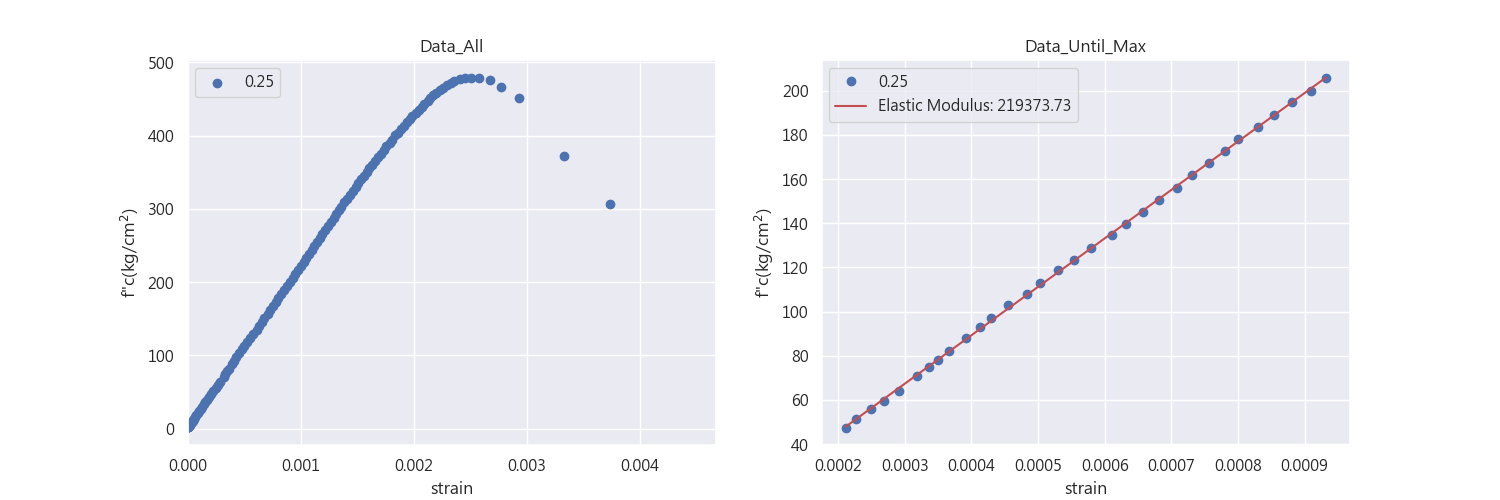 Data_All
0.25
500
400
300
200
100
0
f"c(kg/cm²)
0.000 0.001 0.002 0.003 0.004
strain
Data_Until_Max
0.25
Elastic Modulus: 219373.73
200
180
160
140
120
100
80
60
40
f"c(kg/cm²)
0.0002 0.0003 0.0004 0.0005 0.0006 0.0007 0.0008 0.0009
strain